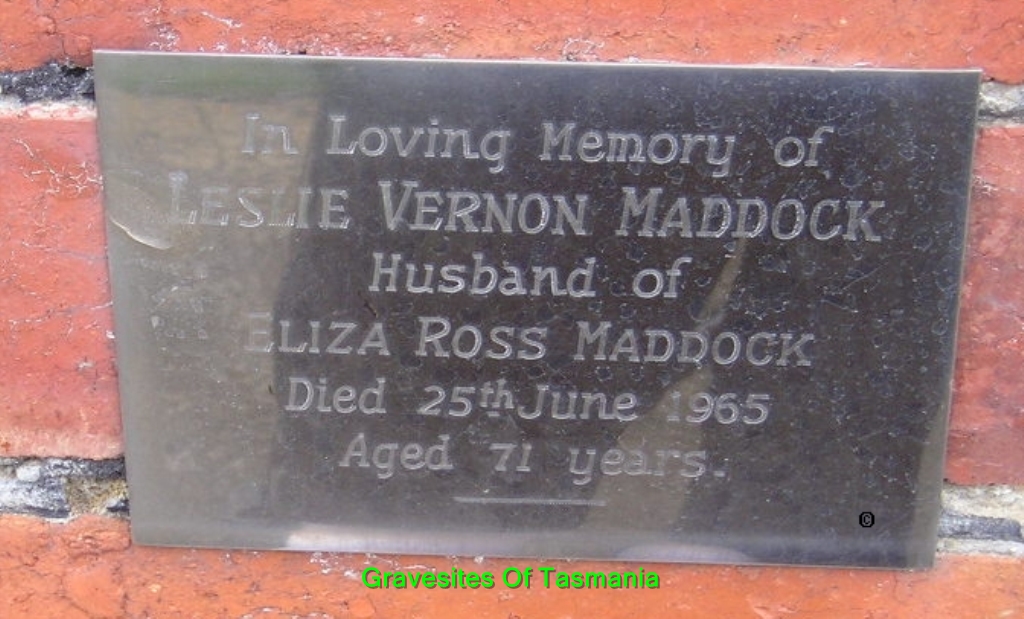 In Loving Memory of
LESLIE VERNON MADDOCK
Husband of
ELIZA ROSS MADDOCK
Died 25th June 1965
Aged 71 years.
©
Gravesites Of Tasmania